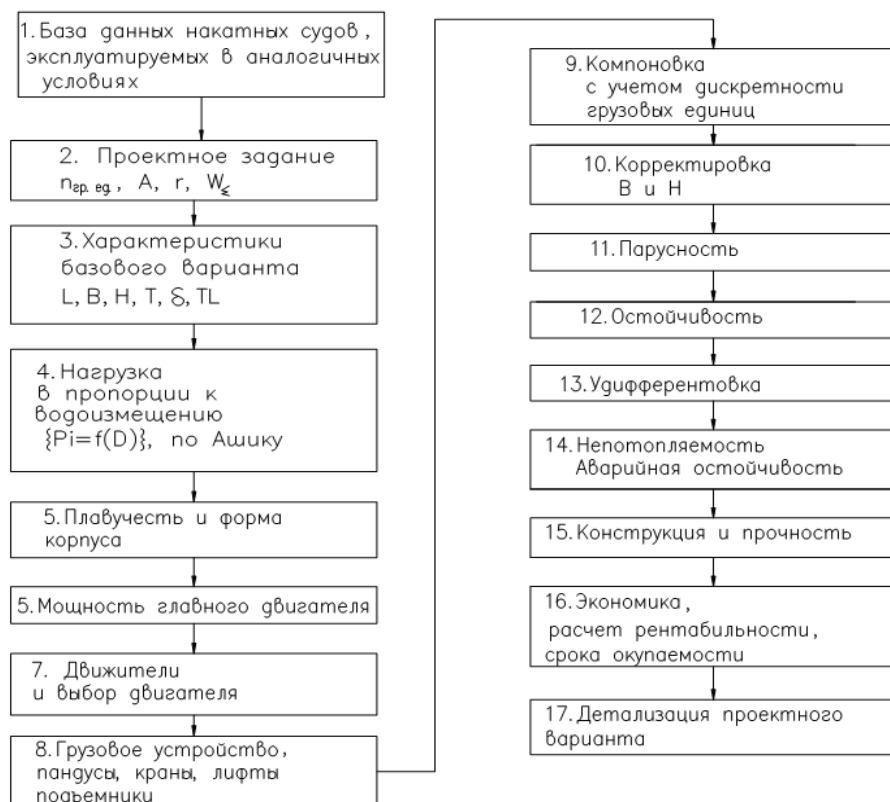 1. База данных накатных судов,
эксплуатируемых в аналогичных
условиях
2. Проектное задание
nгр. ед., A, r, W≤
3. Характеристики
базового варианта
L, B, H, T, δ, TL
4. Нагрузка
в пропорции к
водоизмещению
{Pi=f(D)}, по Ашику
5. Плавучесть и форма
корпуса
5. Мощность главного двигателя
7. Движители
и выбор двигателя
8. Грузовое устройство,
пандусы, краны, лифты
подъемники
9. Компоновка
с учетом дискретности
грузовых единиц
10. Корректировка
B и H
11. Парусность
12. Остойчивость
13. Удифферентовка
14. Непотопляемость
Аварийная остойчивость
15. Конструкция и прочность
16. Экономика,
расчет рентабильности,
срока окупаемости
17. Детализация проектного
варианта